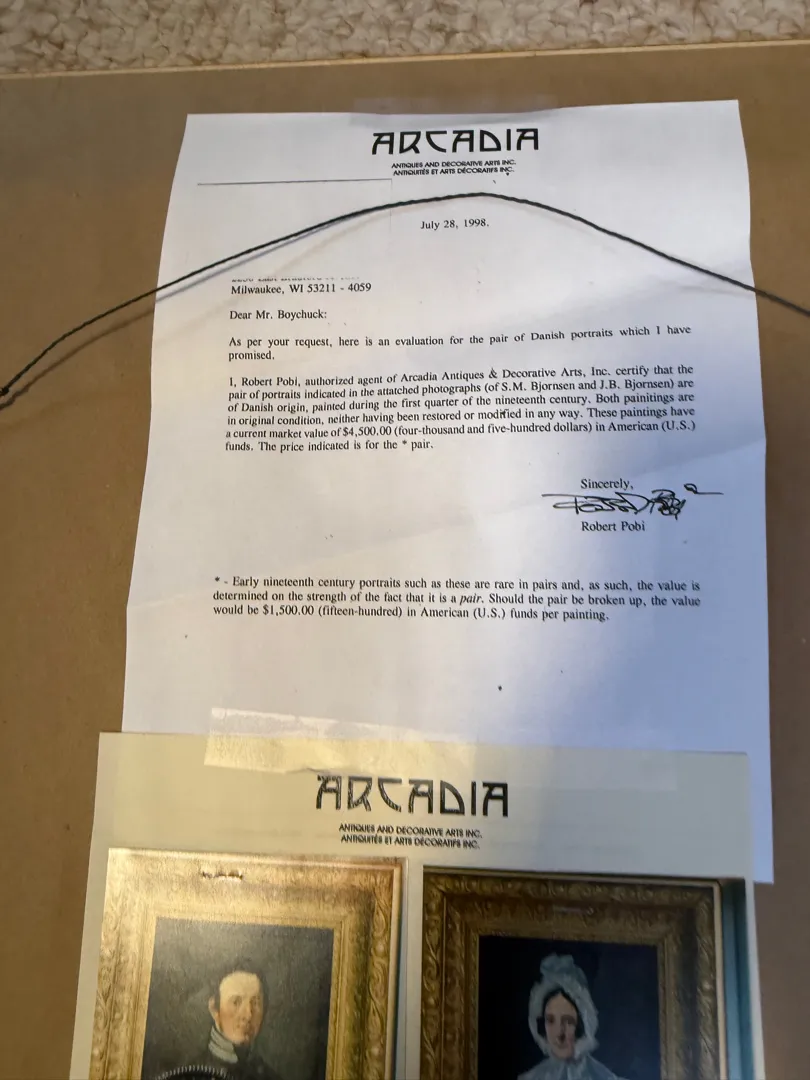 ARCADIA
ANTIQUES AND DECORATIVE ARTS INC.
ANTIQUITÉS ET ARTS DÉCORATIFS INC.
July 28, 1998.
Milwaukee, WI 53211 - 4059
Dear Mr. Boychuck:
As per your request, here is an evaluation for the pair of Danish portraits which I have
promised.
I, Robert Pobi, authorized agent of Arcadia Antiques & Decorative Arts, Inc. certify that the
pair of portraits indicated in the attatched photographs (of S.M. Bjornsen and J.B. Bjornsen) are
of Danish origin, painted during the first quarter of the nineteenth century. Both painitings are
in original condition, neither having been restored or modified in any way. These paintings have
a current market value of $4,500.00 (four-thousand and five-hundred dollars) in American (U.S.)
funds. The price indicated is for the * pair.
Sincerely,
Robert Pobi
* - Early nineteenth century portraits such as these are rare in pairs and, as such, the value is
determined on the strength of the fact that it is a pair. Should the pair be broken up, the value
would be $1,500.00 (fifteen-hundred) in American (U.S.) funds per painting.
ARCADIA
ANTIQUES AND DECORATIVE ARTS INC.
ANTIQUITÉS ET ARTS DÉCORATIFS INC.